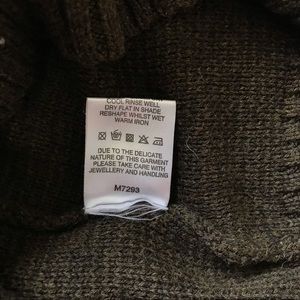 COOL RINSE WELL
DRY FLAT IN SHADE
RESHAPE WHILST WET
WARM IRON
DUE TO THE DELICATE
NATURE OF THIS GARMENT
PLEASE TAKE CARE WITH
JEWELLERY AND HANDLING
M7293